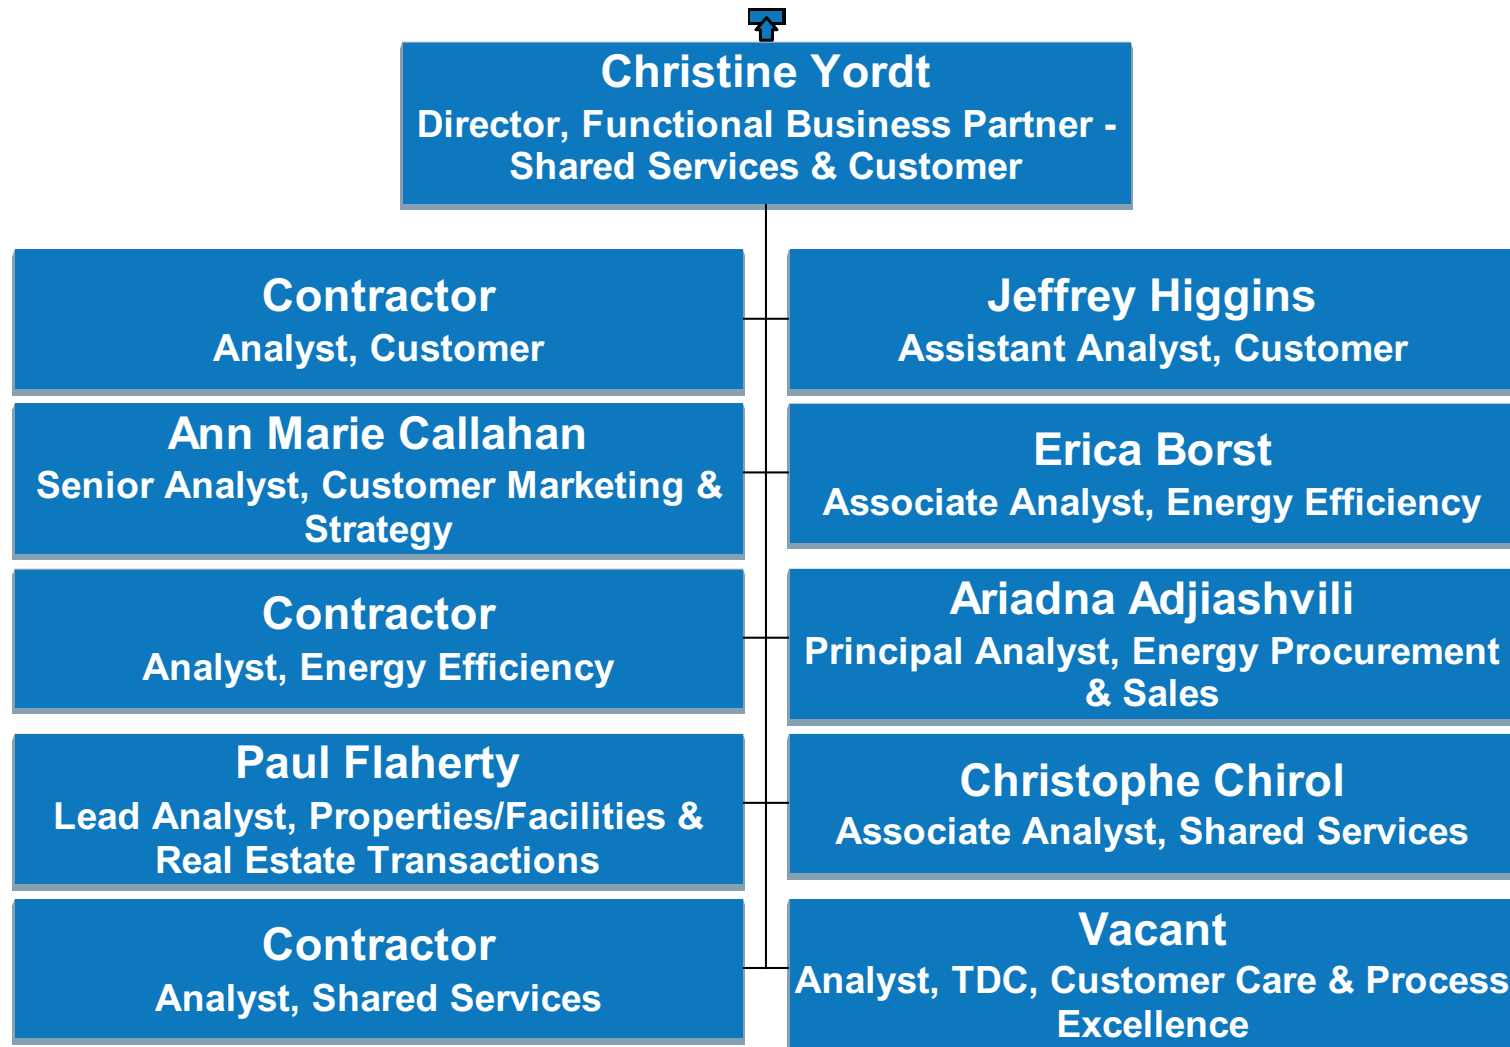 Christine Yordt
Director, Functional Business Partner -
Shared Services & Customer
Contractor
Analyst, Customer
Jeffrey Higgins
Assistant Analyst, Customer
Ann Marie Callahan
Senior Analyst, Customer Marketing &
Strategy
Erica Borst
Associate Analyst, Energy Efficiency
Contractor
Analyst, Energy Efficiency
Ariadna Adjiashvili
Principal Analyst, Energy Procurement
& Sales
Paul Flaherty
Lead Analyst, Properties/Facilities &
Real Estate Transactions
Christophe Chirol
Associate Analyst, Shared Services
Contractor
Analyst, Shared Services
Vacant
Analyst, TDC, Customer Care & Process
Excellence